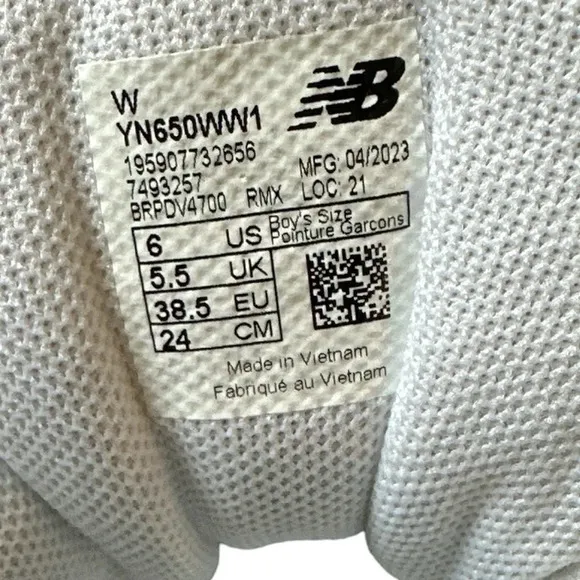 W
YN650WW1
NB
195907732656
7493257
MFG: 04/2023
BRPDV4700 RMX LOC: 21
6 US Boy's Size
Pointure Garcons
5.5 UK
38.5 EU
24 CM
Made in Vietnam
Fabriqué au Vietnam